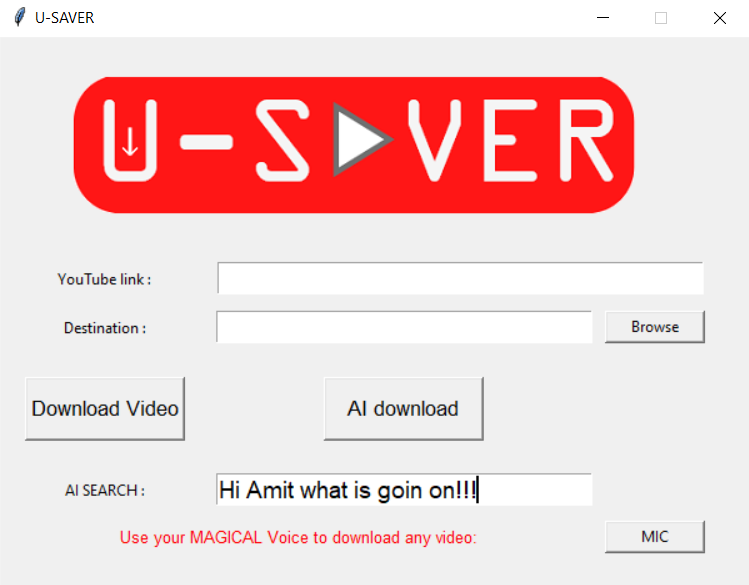 U-SAVER
U-S▶VER
YouTube link :
Destination :
Browse
Download Video
AI download
AI SEARCH :
Hi Amit what is goin on!!!
Use your MAGICAL Voice to download any video:
MIC